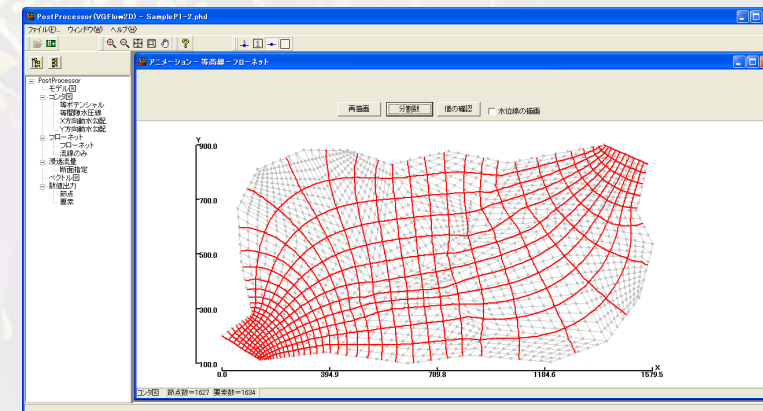 PostProcessor(VGFlow2D) - SampleP1-2.phd
ファイル(F).. ウィンドウ(W) ヘルプ(H)
PostProcessor
モデル図
コンタ図
等ポテンシャル
等間隙水圧線
X方向動水勾配
Y方向動水勾配
フローネット
フローネット
流線のみ
浸透流量
断面指定
ベクトル図
数値出力
節点
要素
アニメーション - 等高線 - フローネット
再描画 分割数 値の確認 水位線の描画
Y
900.0
700.0
500.0
300.0
100.0
X
0.0 394.9 789.8 1184.6 1579.5
コンタ図 節点数=1627 要素数=1634